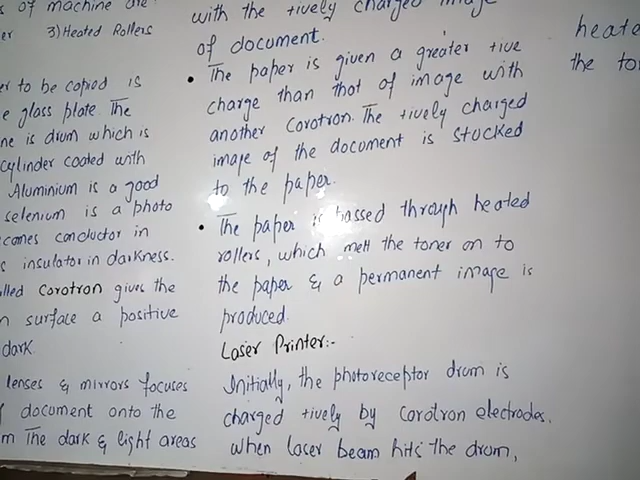 s of machine are
er 3) Heated Rollers
er to be copied is
e glass plate. The
ne is drum which is
cylinder coated with
Aluminium is a good
selenium is a photo
comes conductor in
s insulator in darkness.
lled corotron gives the
n surface a positive
dark
lenses & mirrors focuses
f document onto the
m The dark & light areas
with the +ively charged image
of document.
• The paper is given a greater +ive
charge than that of image with
another corotron. The +ively charged
image of the document is stucked
to the paper.
• The paper is passed through heated
rollers, which melt the toner on to
the paper & a permanent image is
produced.
Laser Printer:-
Initially, the photoreceptor drum is
charged +ively by corotron electrodes.
when laser beam hits the drum,
heate
the to